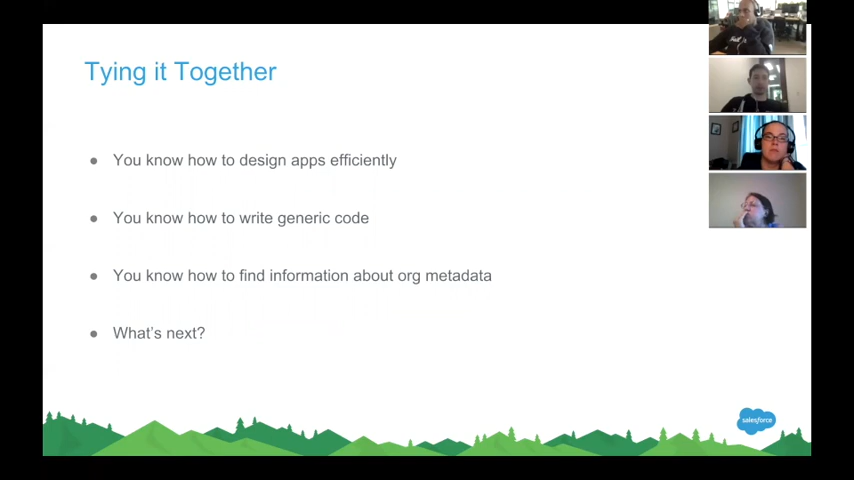 Tying it Together
● You know how to design apps efficiently
● You know how to write generic code
● You know how to find information about org metadata
● What's next?
salesforce